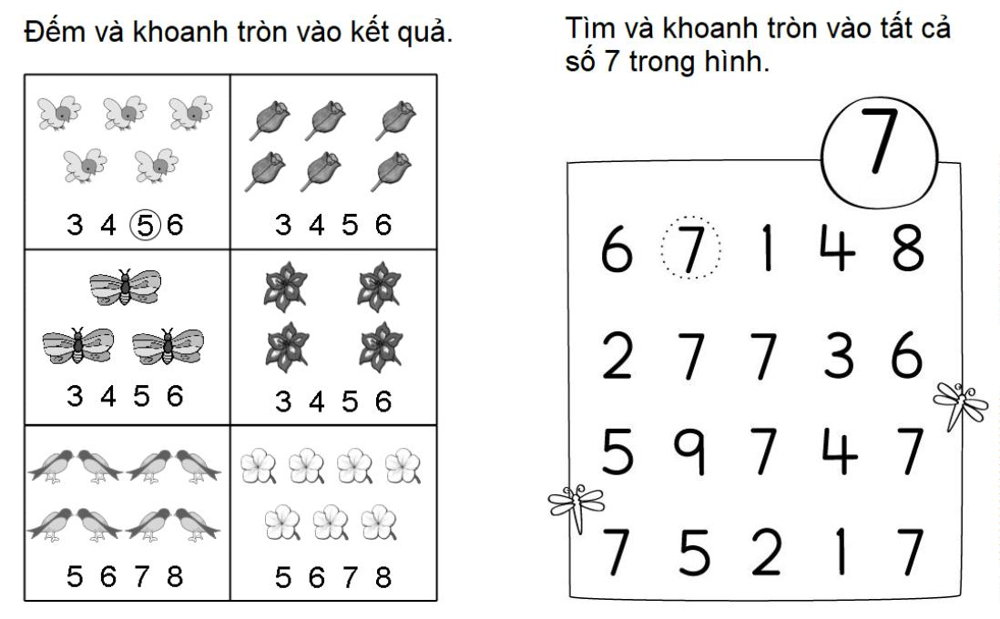 Đếm và khoanh tròn vào kết quả.
3 4 5 6
3 4 5 6
3 4 5 6
3 4 5 6
5 6 7 8
5 6 7 8
Tìm và khoanh tròn vào tất cả
số 7 trong hình.
7
6 7 1 4 8
2 7 7 3 6
5 9 7 4 7
7 5 2 1 7